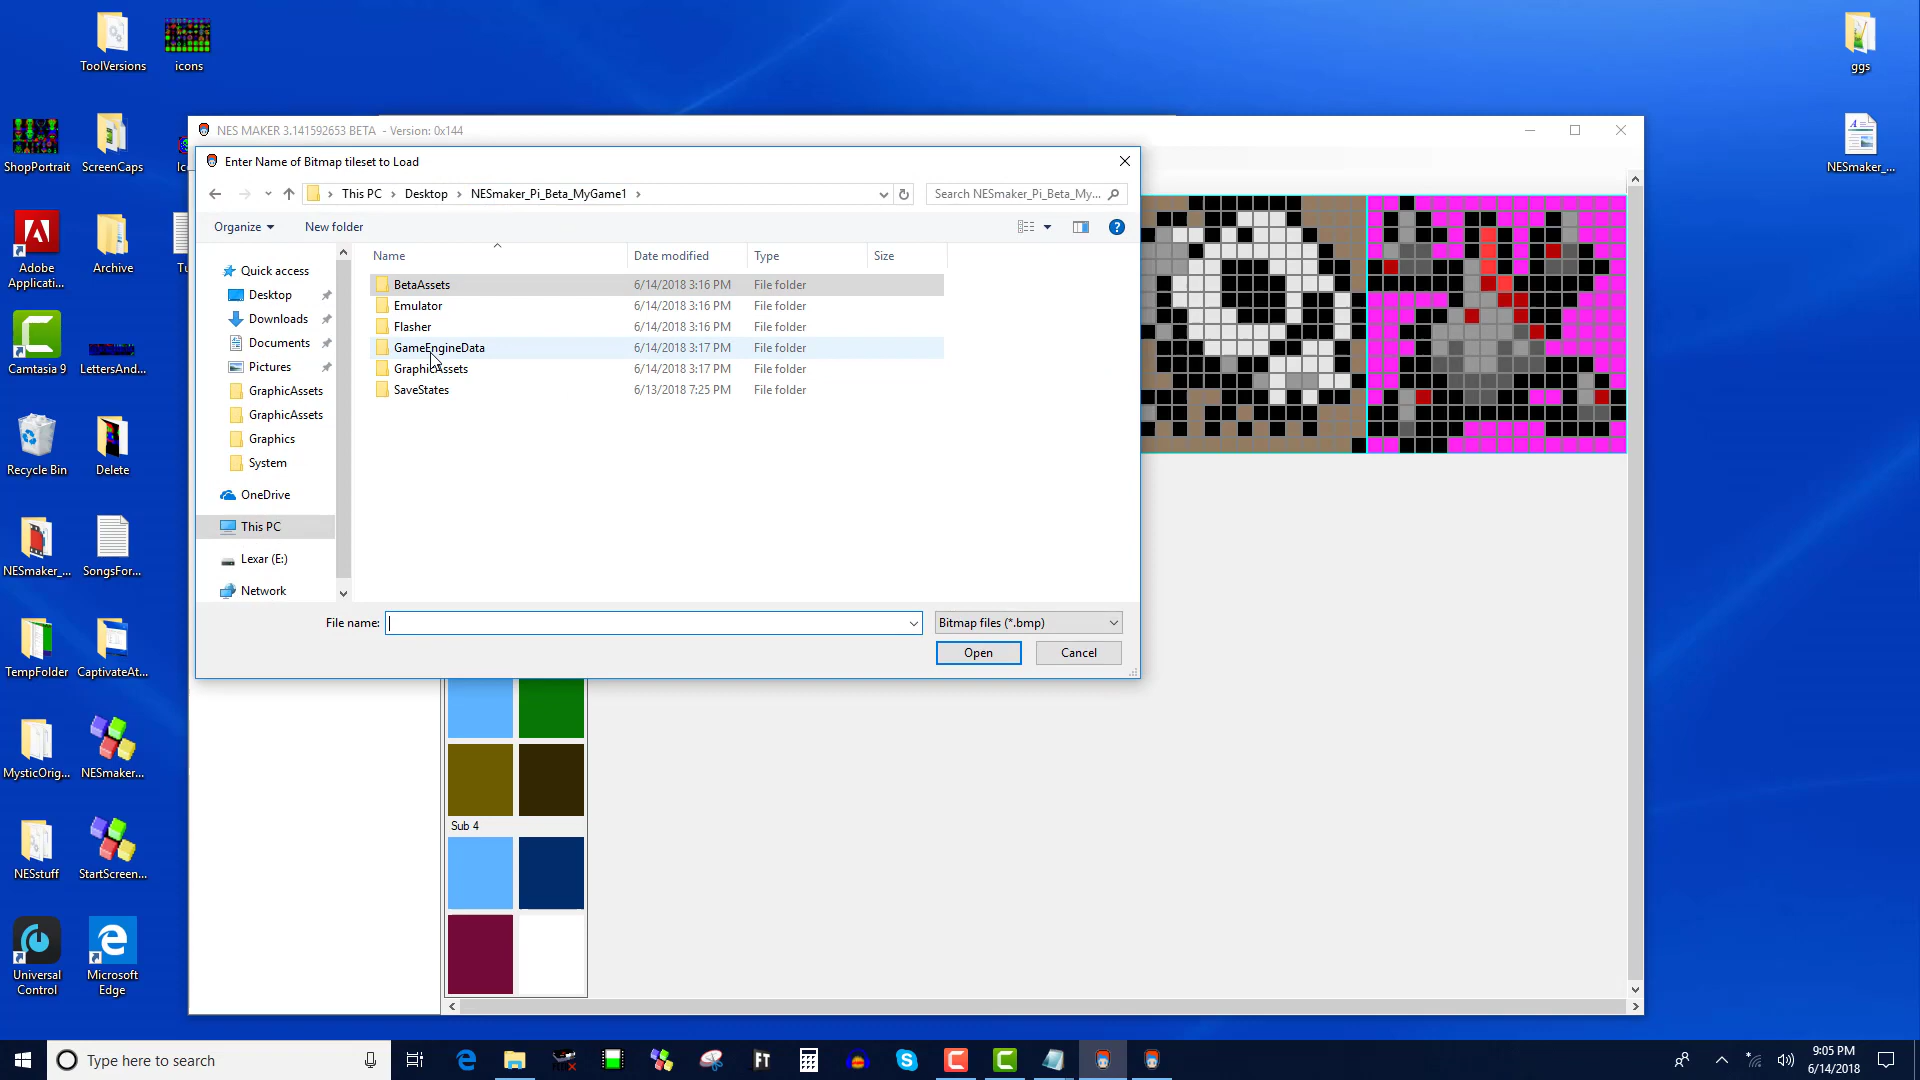 ToolVersions
icons
ggs
ShopPortrait
ScreenCaps
NESmaker_...
Adobe
Applicati...
Archive
Camtasia 9
LettersAnd...
Recycle Bin
Delete
NESmaker_...
SongsFor...
TempFolder
CaptivateAt...
MysticOrig...
NESmaker...
NESstuff
StartScreen...
Universal
Control
Microsoft
Edge
NES MAKER 3.141592653 BETA - Version: 0x144
Enter Name of Bitmap tileset to Load
This PC > Desktop > NESmaker_Pi_Beta_MyGame1 >
Search NESmaker_Pi_Beta_My...
Organize
New folder
Name
Date modified
Type
Size
Quick access
Desktop
Downloads
Documents
Pictures
GraphicAssets
GraphicAssets
Graphics
System
OneDrive
This PC
Lexar (E:)
Network
BetaAssets 6/14/2018 3:16 PM File folder
Emulator 6/14/2018 3:16 PM File folder
Flasher 6/14/2018 3:16 PM File folder
GameEngineData 6/14/2018 3:17 PM File folder
GraphicAssets 6/14/2018 3:17 PM File folder
SaveStates 6/13/2018 7:25 PM File folder
File name:
Bitmap files (*.bmp)
Open
Cancel
Sub 4
Type here to search
FT
9:05 PM
6/14/2018